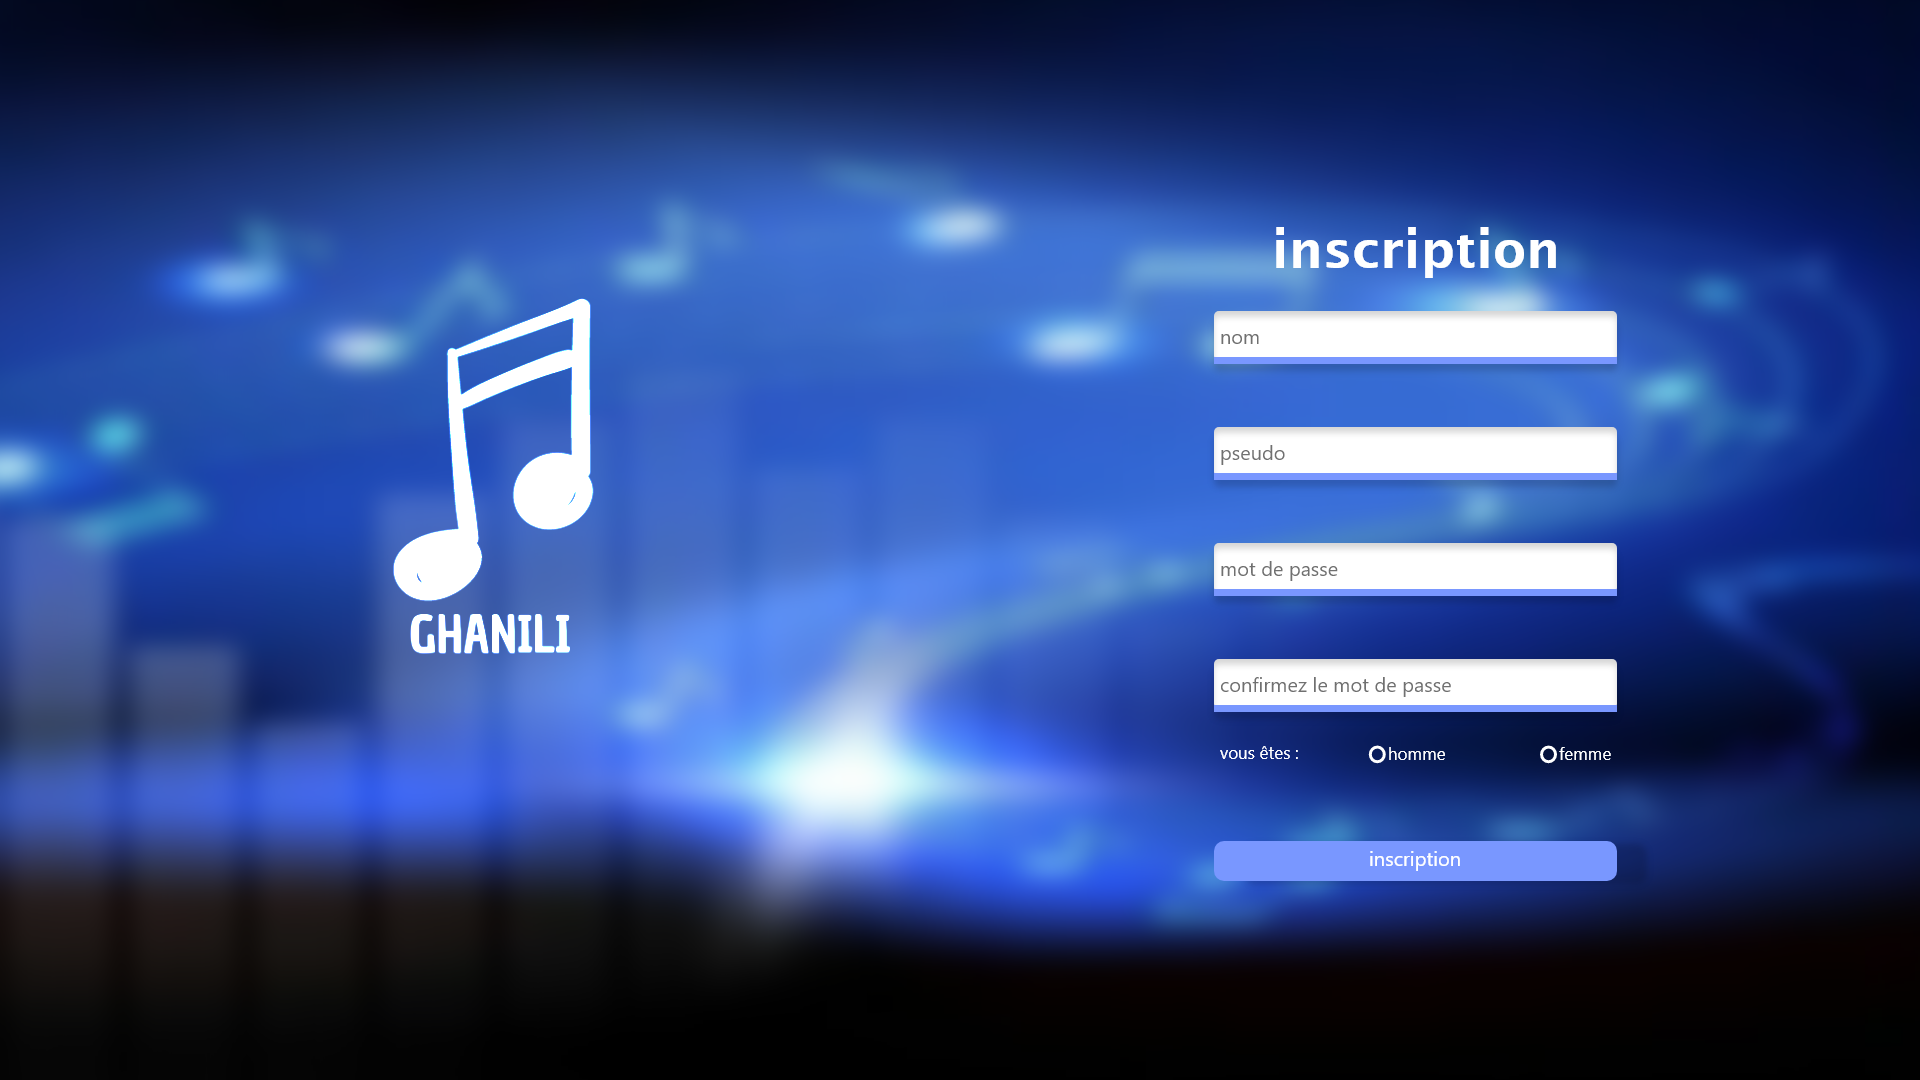 GHANILI
inscription
nom
pseudo
mot de passe
confirmez le mot de passe
vous êtes : homme femme
inscription